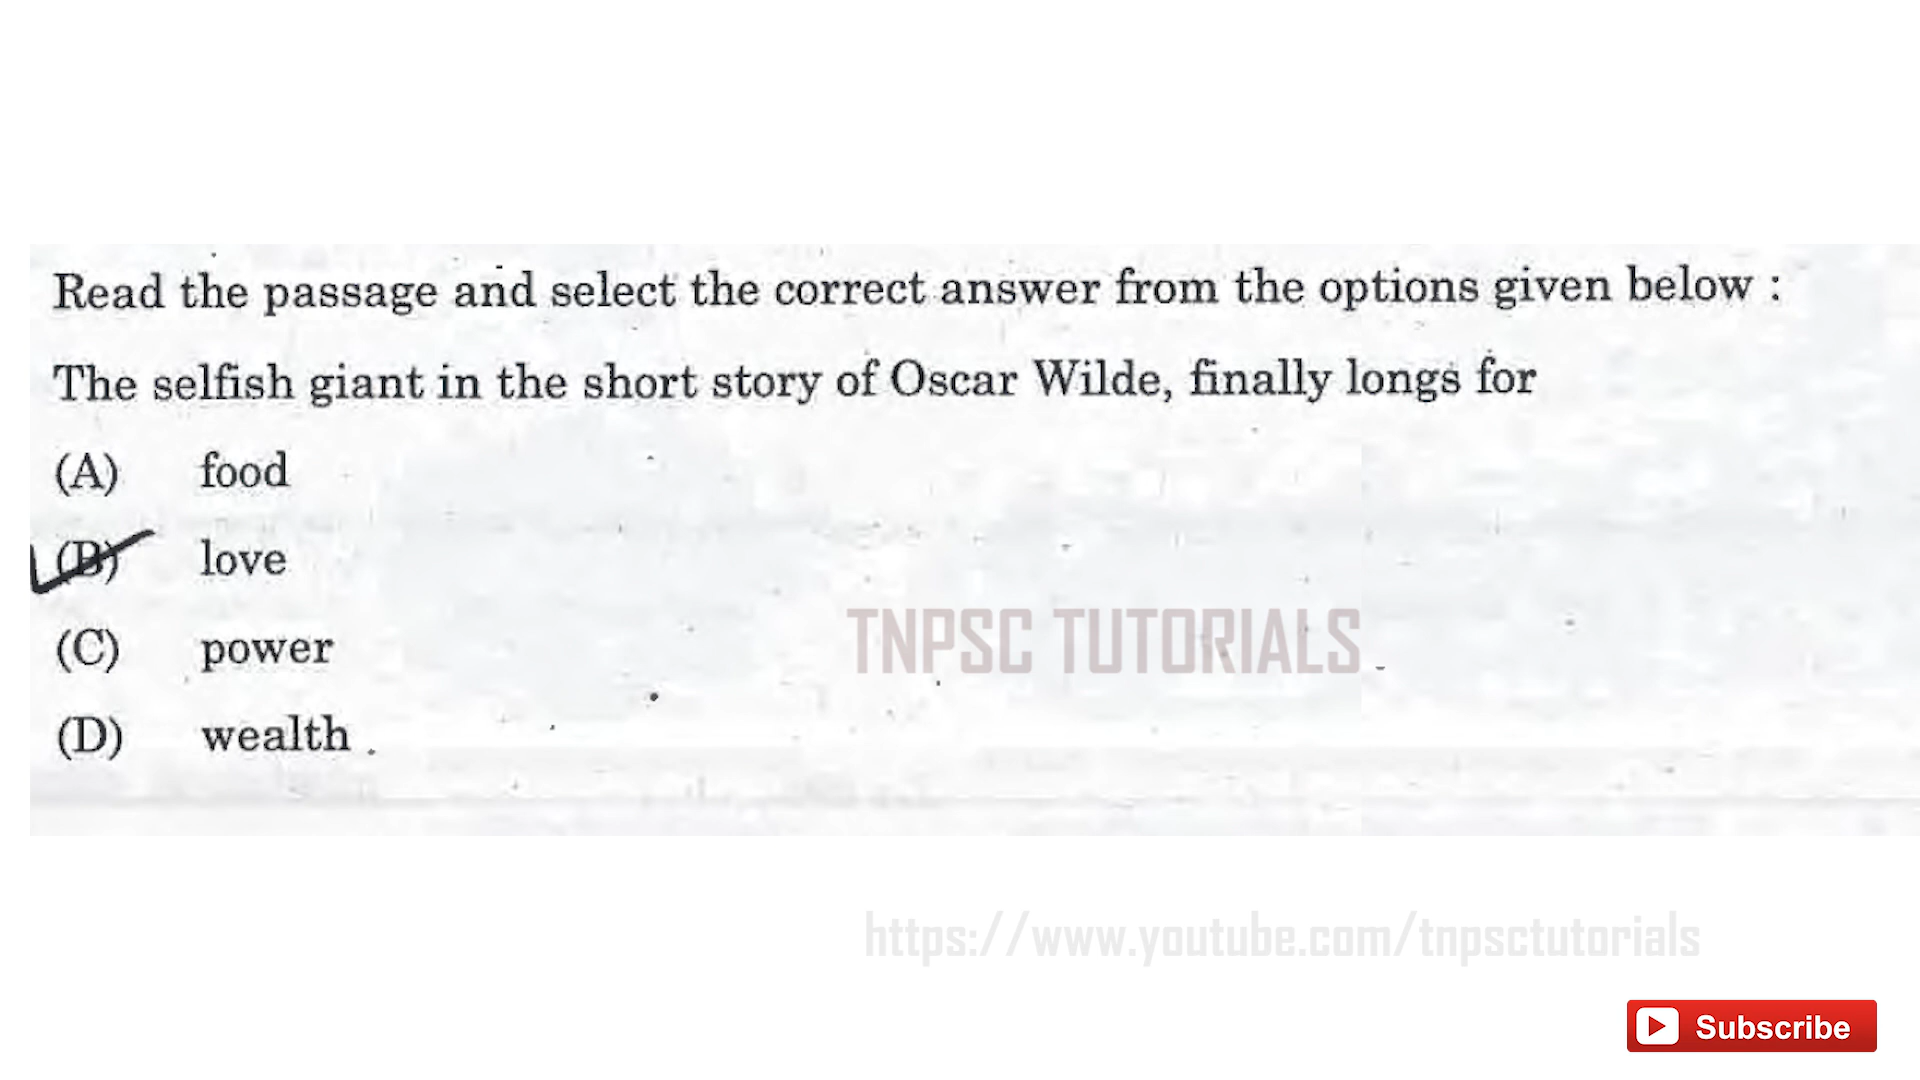 Read the passage and select the correct answer from the options given below :
The selfish giant in the short story of Oscar Wilde, finally longs for
(A) food
(B) love
(C) power
(D) wealth
TNPSC TUTORIALS
https://www.youtube.com/tnpsctutorials
Subscribe